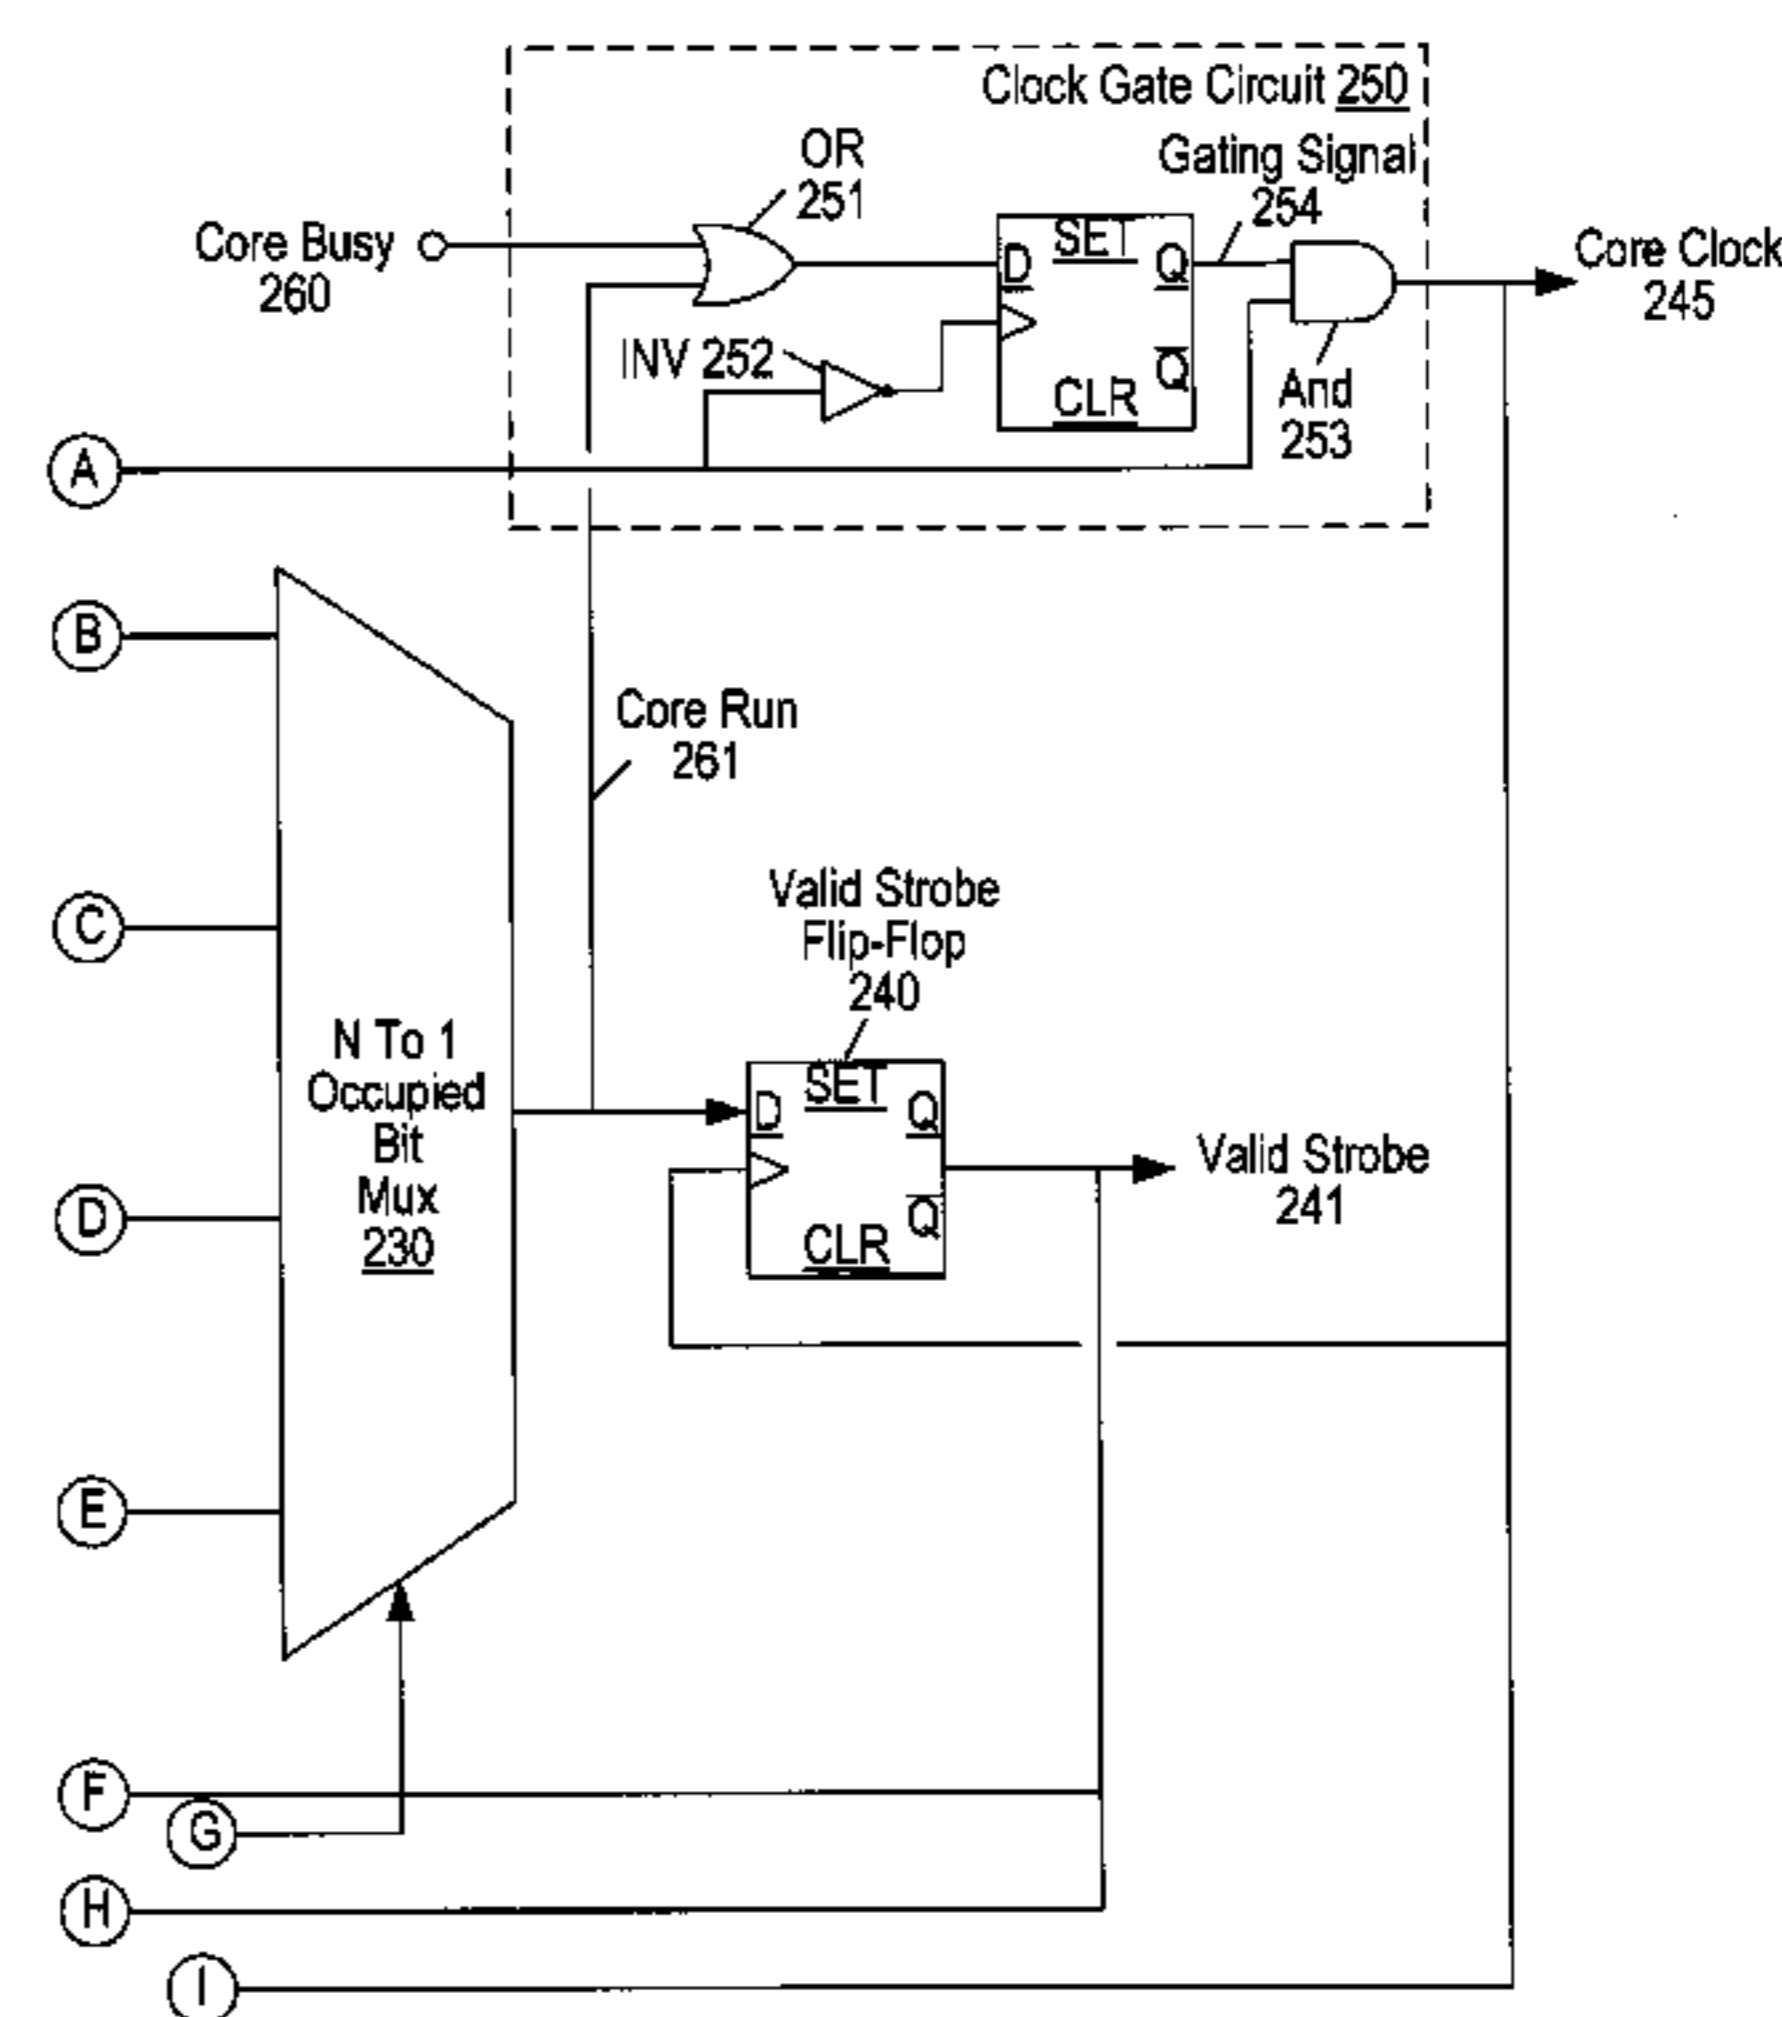 Clock Gate Circuit 250
OR
251
Gating Signal
254
Core Busy
260
D
SET
Q
Core Clock
245
INV 252
Q
CLR
And
253
A
B
Core Run
261
C
Valid Strobe
Flip-Flop
240
N To 1
Occupied
Bit
Mux
230
D
SET
Q
Valid Strobe
241
D
Q
CLR
E
F
G
H
I